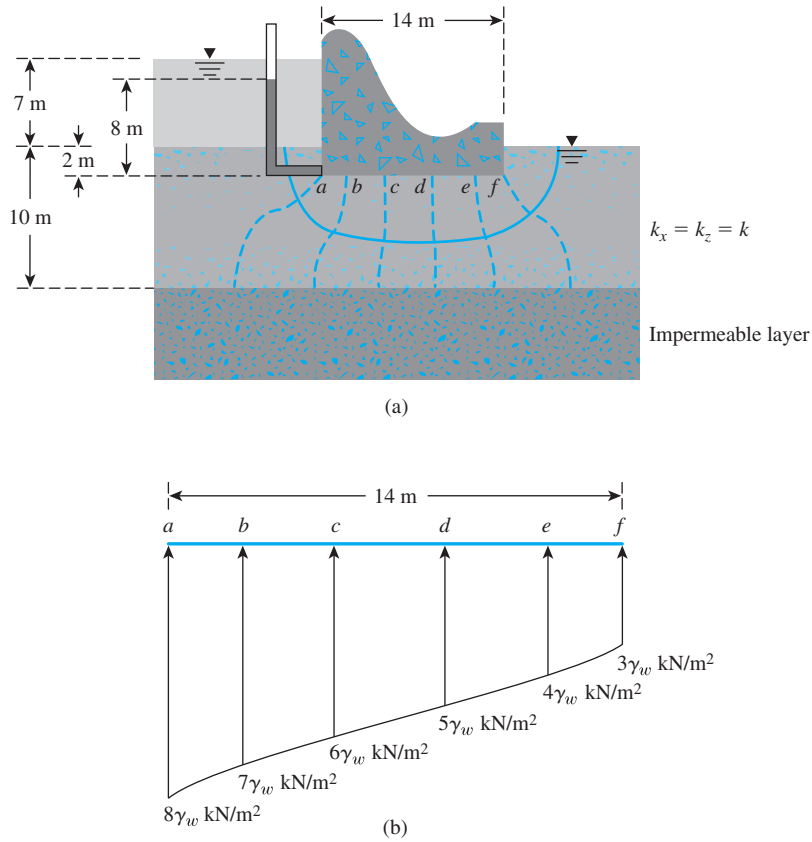 14 m
7 m
8 m
2 m
10 m
a b c d e f
k_x = k_z = k
Impermeable layer
(a)
14 m
a b c d e f
3γ_w kN/m²
4γ_w kN/m²
5γ_w kN/m²
6γ_w kN/m²
7γ_w kN/m²
8γ_w kN/m²
(b)